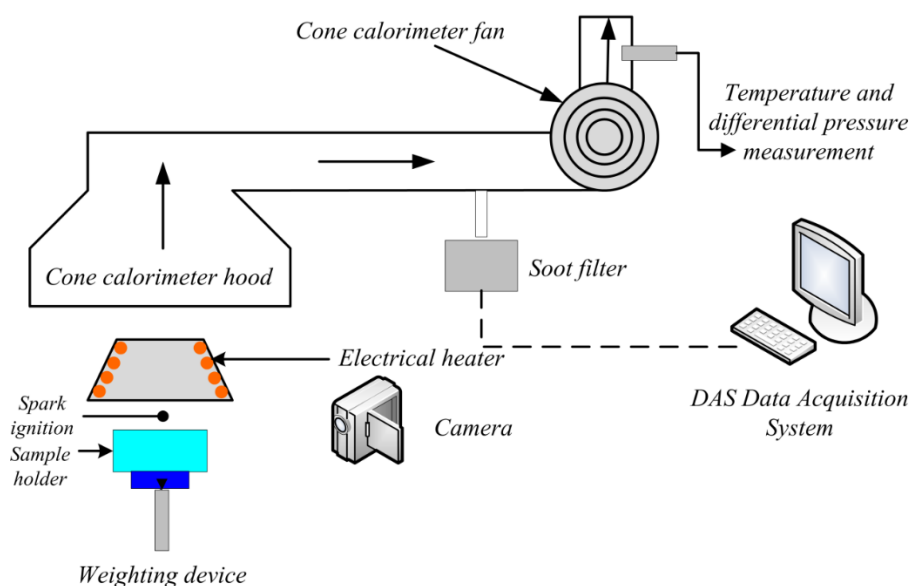 Cone calorimeter fan
Temperature and
differential pressure
measurement
Cone calorimeter hood
Soot filter
Electrical heater
DAS Data Acquisition
System
Spark
ignition
Sample
holder
Camera
Weighting device